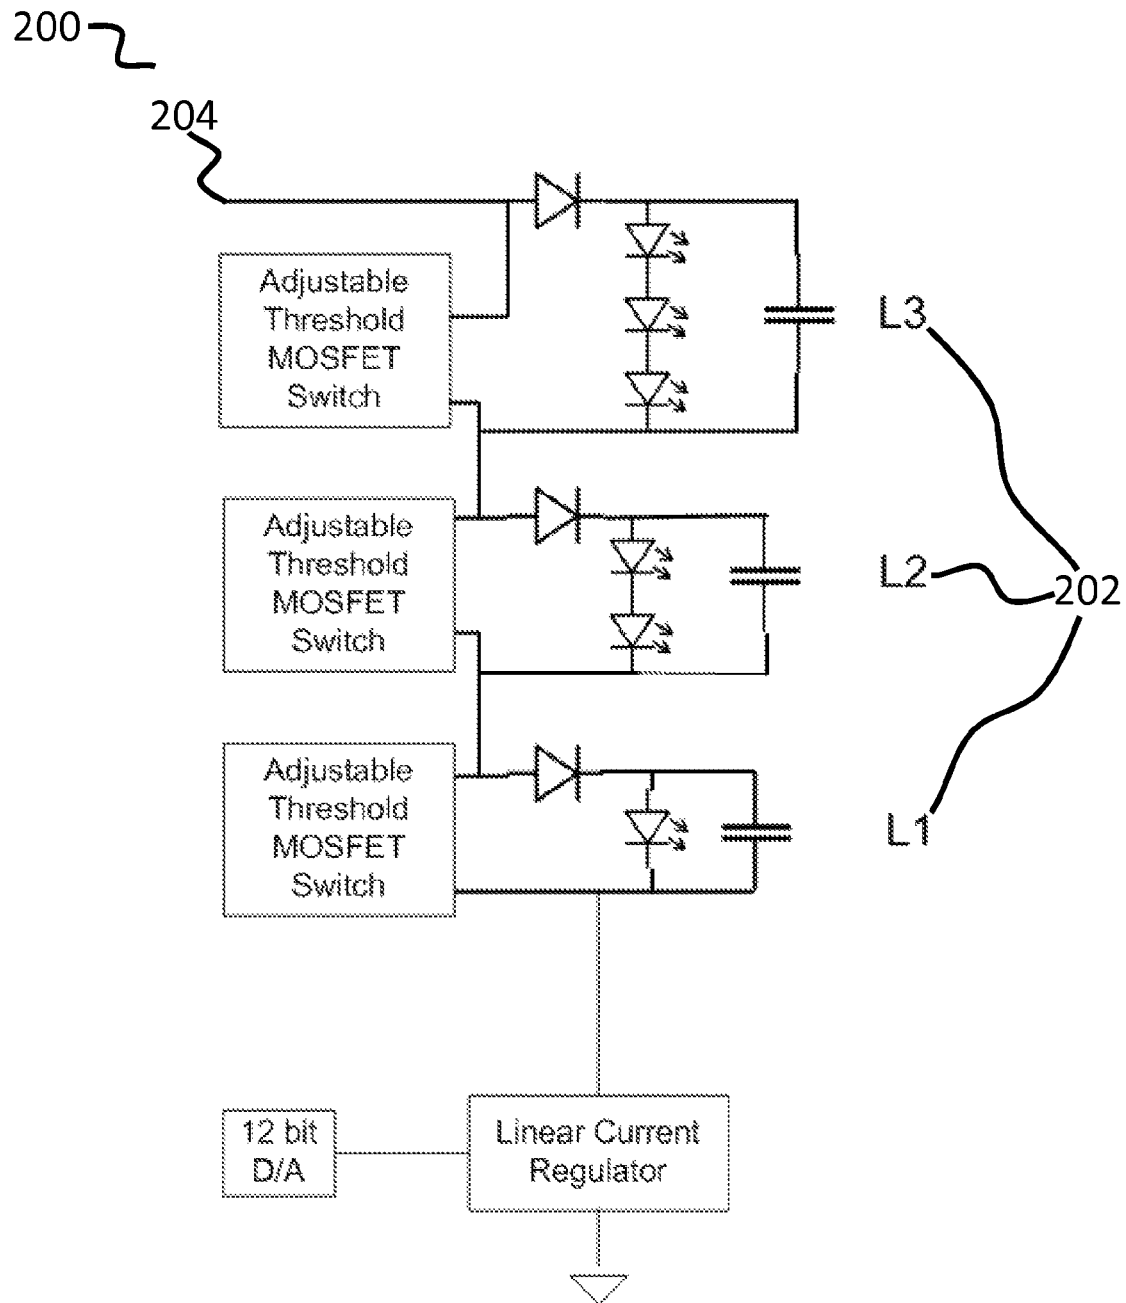 200
204
Adjustable
Threshold
MOSFET
Switch
L3
Adjustable
Threshold
MOSFET
Switch
L2
202
Adjustable
Threshold
MOSFET
Switch
L1
12 bit
D/A
Linear Current
Regulator